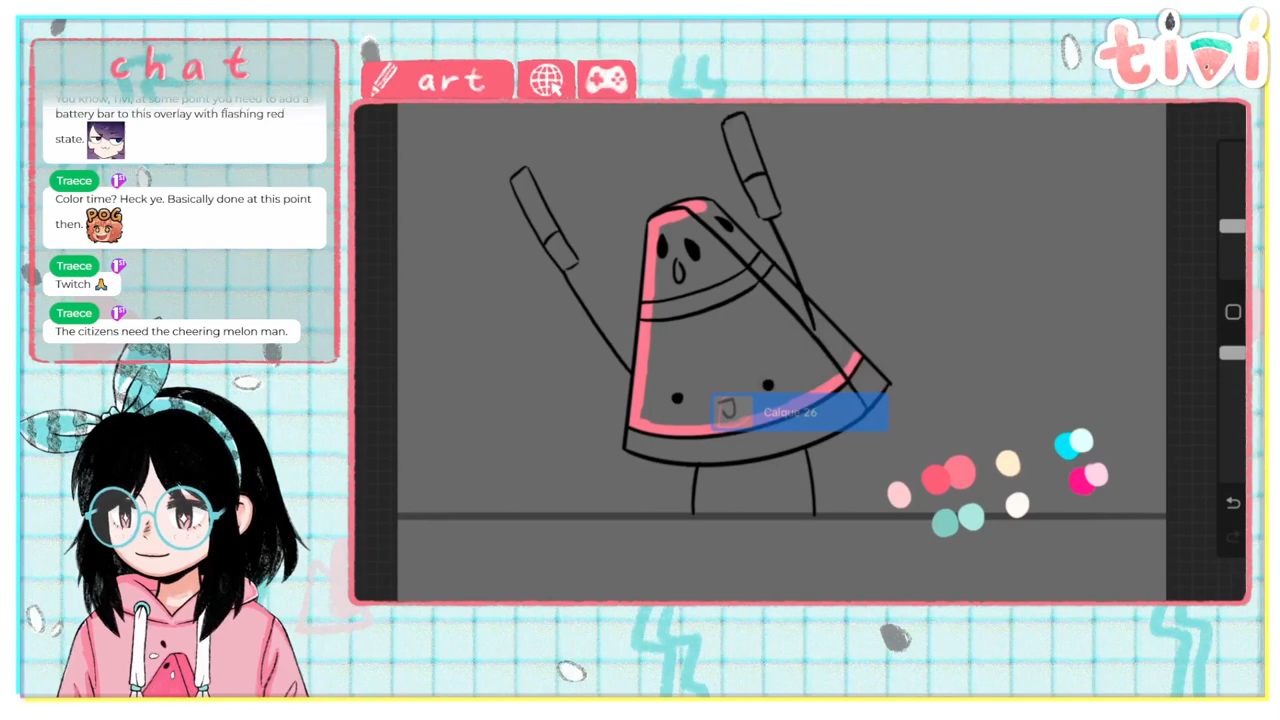 tivi
chat
art
You know, Tivi, at some point you need to add a
battery bar to this overlay with flashing red
state.
Traece
Color time? Heck ye. Basically done at this point
then.
POG
Traece
Twitch 🙏
Traece
The citizens need the cheering melon man.
Calque 26